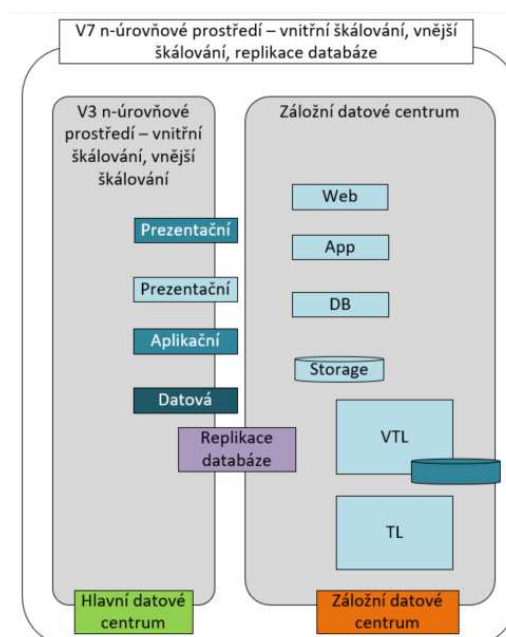 V7 n-úrovňové prostředí – vnitřní škálování, vnější
škálování, replikace databáze
V3 n-úrovňové
prostředí – vnitřní
škálování, vnější
škálování
Prezentační
Prezentační
Aplikační
Datová
Replikace
databáze
Hlavní datové
centrum
Záložní datové centrum
Web
App
DB
Storage
VTL
TL
Záložní datové
centrum